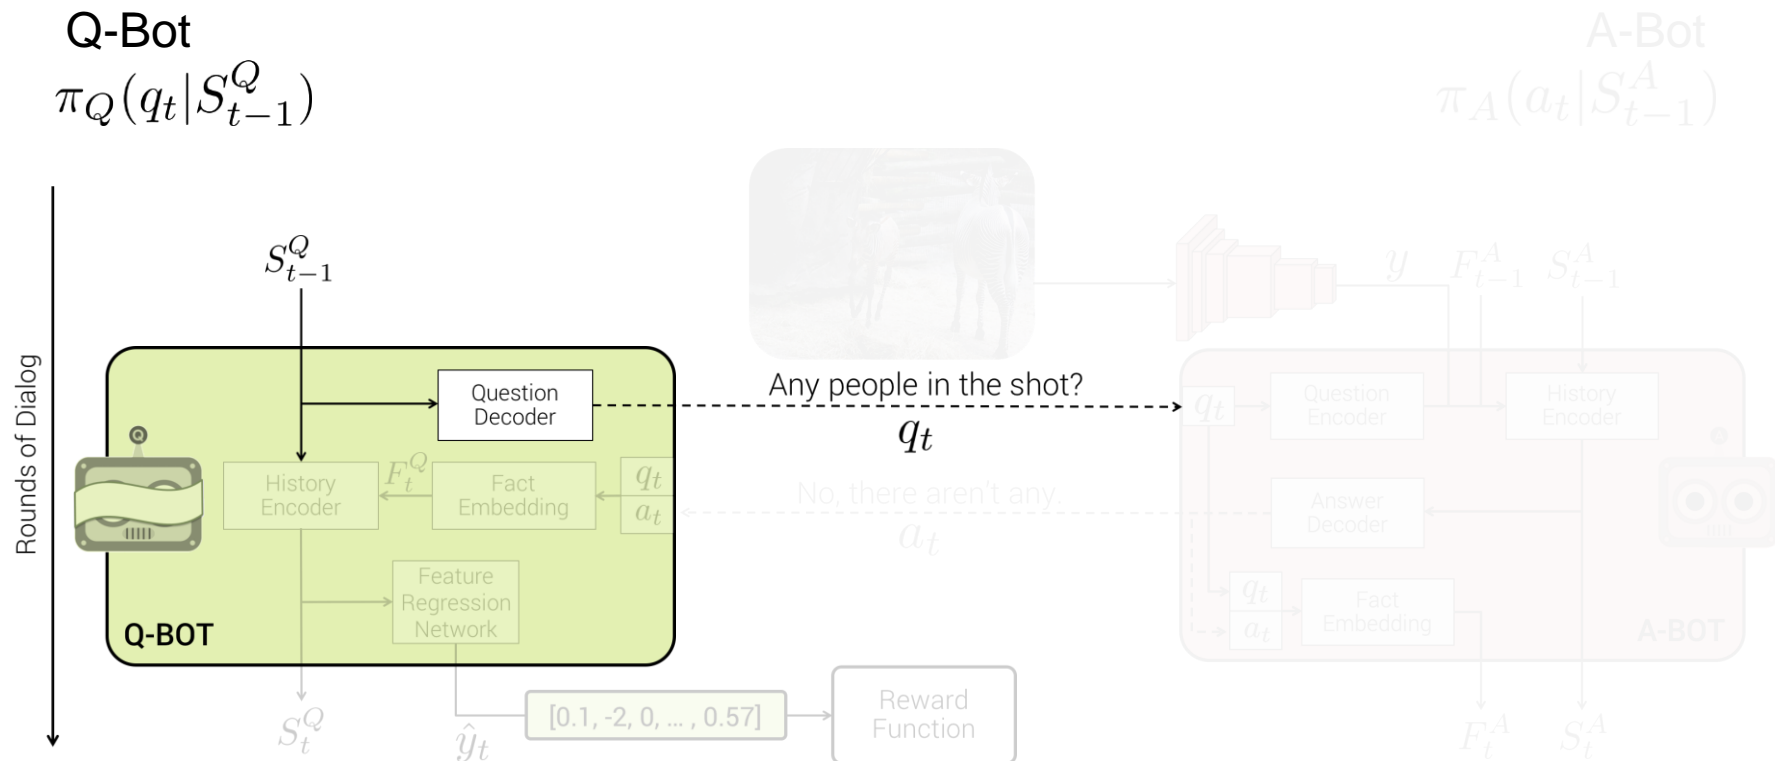 Q-Bot
A-Bot
π_Q(q_t|S^Q_{t-1})
π_A(a_t|S^A_{t-1})
S^Q_{t-1}
y
F^A_{t-1}
S^A_{t-1}
Rounds of Dialog
Question
Decoder
Any people in the shot?
q_t
q_t
Question
Encoder
History
Encoder
Q
History
Encoder
F^Q_t
Fact
Embedding
q_t
a_t
No, there aren't any.
a_t
Answer
Decoder
Feature
Regression
Network
q_t
a_t
Fact
Embedding
Q-BOT
A-BOT
S^Q_t
ŷ_t
[0.1, -2, 0, ... , 0.57]
Reward
Function
F^A_t
S^A_t